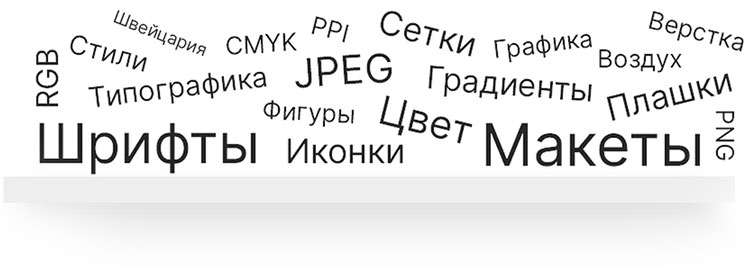 Швейцария
Стили
CMYK
PPI
Сетки
Графика
Верстка
Воздух
RGB
Типографика
JPEG
Градиенты
Плашки
Фигуры
Цвет
PNG
Шрифты
Иконки
Макеты